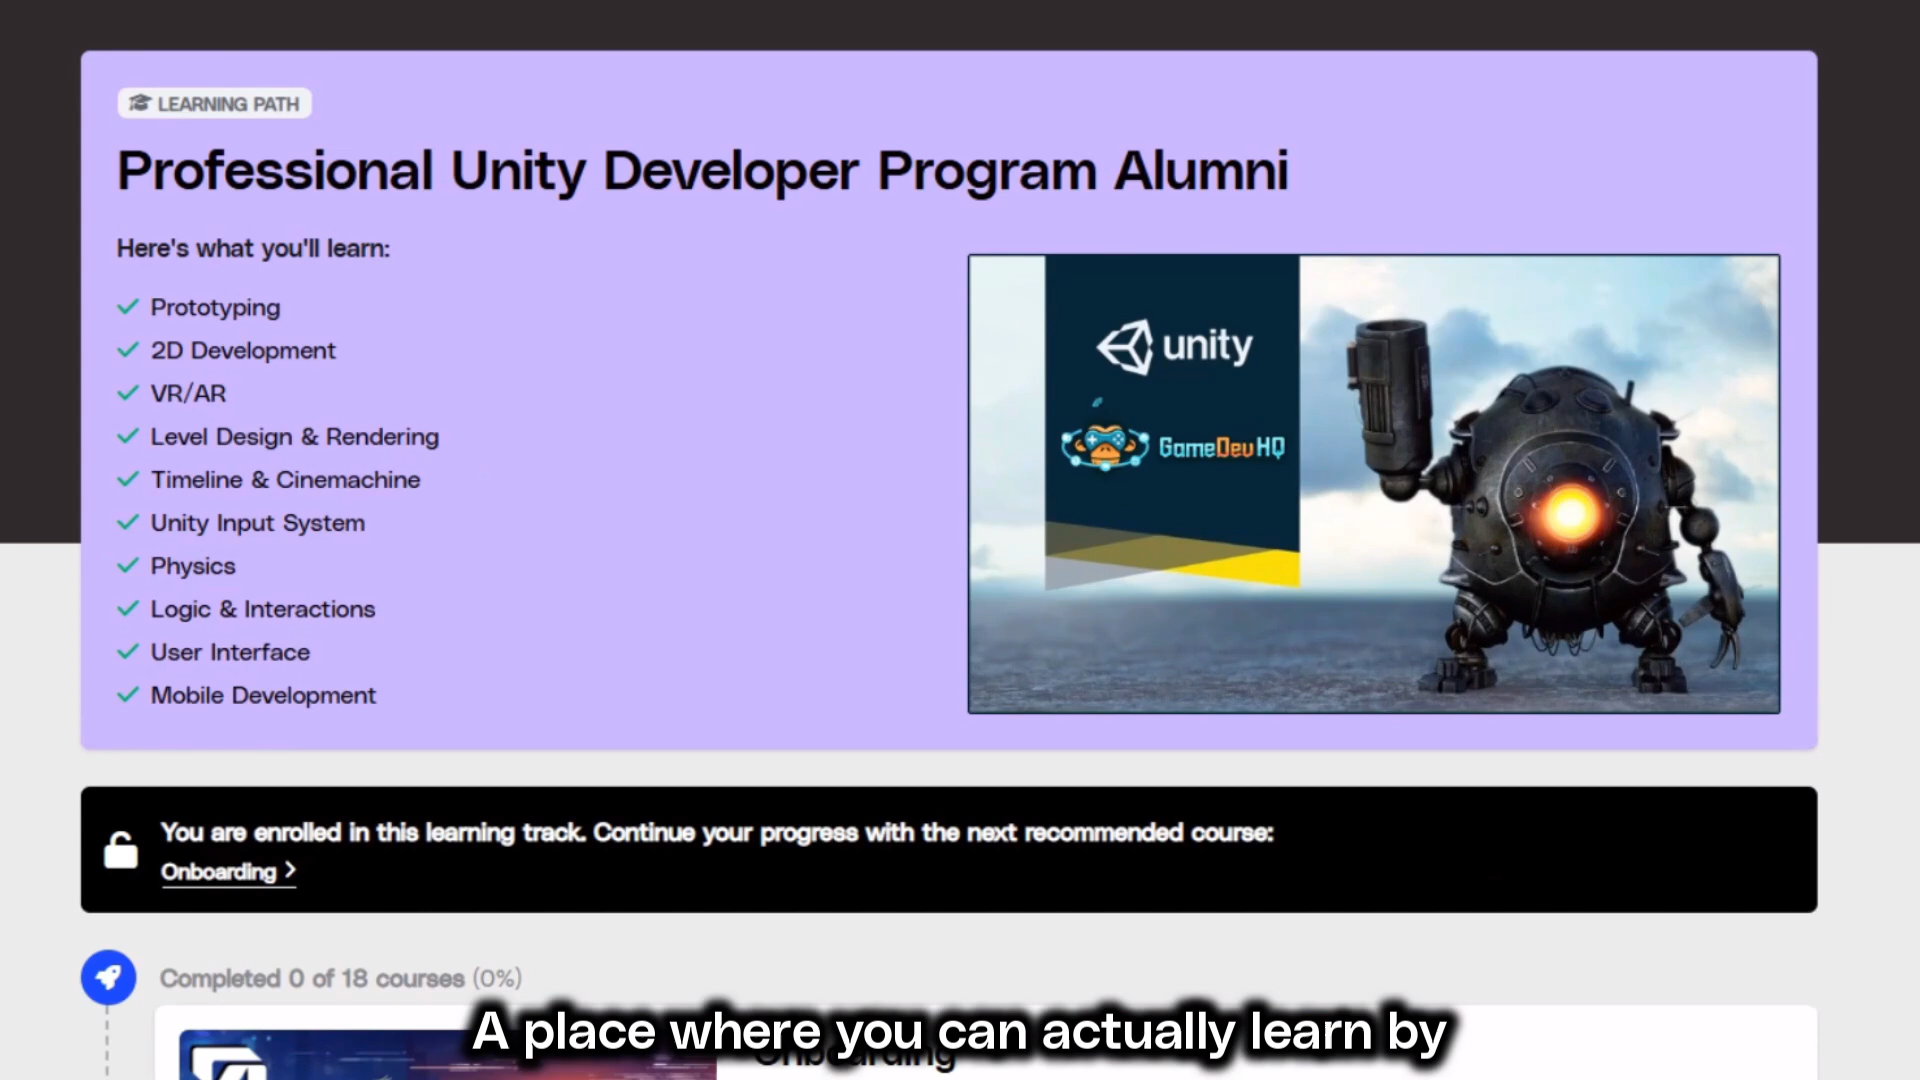 LEARNING PATH
Professional Unity Developer Program Alumni
Here's what you'll learn:
Prototyping
2D Development
VR/AR
Level Design & Rendering
Timeline & Cinemachine
Unity Input System
Physics
Logic & Interactions
User Interface
Mobile Development
unity
GameDevHQ
You are enrolled in this learning track. Continue your progress with the next recommended course:
Onboarding >
Completed 0 of 18 courses (0%)
Onboarding
A place where you can actually learn by